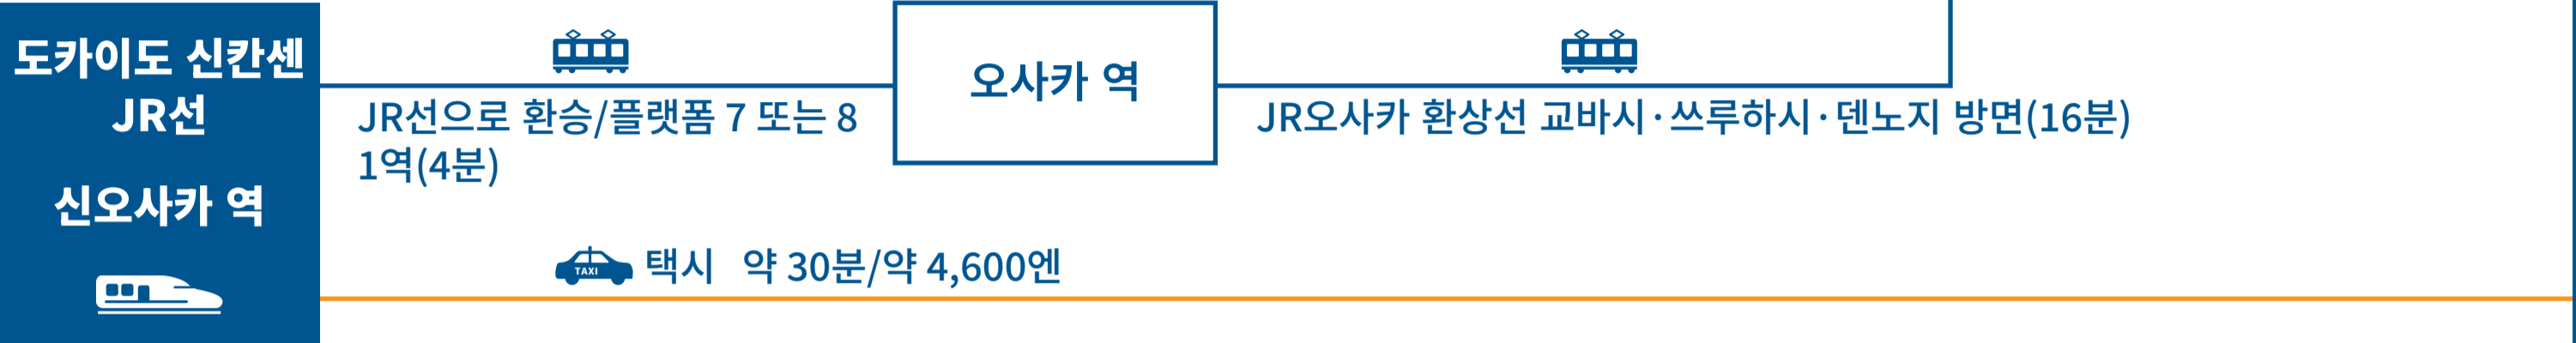 도카이도 신칸센
JR선
신오사카 역
JR선으로 환승/플랫폼 7 또는 8
1역(4분)
오사카 역
JR오사카 환상선 교바시·쓰루하시·덴노지 방면(16분)
TAXI
택시 약 30분/약 4,600엔